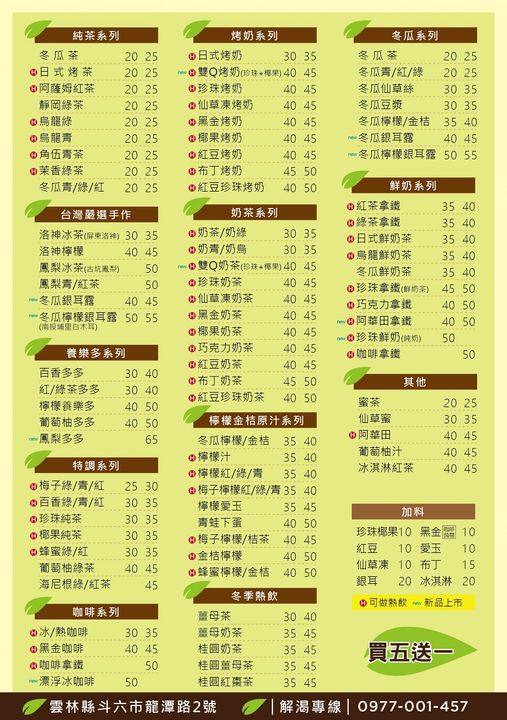 純茶系列
冬瓜茶 20 25
H 日式烤茶 20 25
H 阿薩姆紅茶 20 25
靜岡綠茶 20 25
H 烏龍綠 20 25
H 烏龍青 20 25
H 角伍青茶 20 25
H 茉香綠茶 20 25
冬瓜青/綠/紅 20 25
台灣嚴選手作
洛神冰茶(屏東洛神) 30 35
洛神檸檬 40 45
鳳梨冰茶(古坑鳳梨) 50
鳳梨青/紅茶 50
new 冬瓜銀耳露 40 45
new 冬瓜檸檬銀耳露 50 55
(南投埔里白木耳)
養樂多系列
百香多多 30 40
紅/綠茶多多 30 40
檸檬養樂多 40 50
葡萄柚多多 40 50
new 鳳梨多多 65
特調系列
H 梅子綠/青/紅 25 30
H 百香綠/青/紅 30 35
H 珍珠純茶 30 35
H 椰果純茶 30 35
H 蜂蜜綠/紅 30 35
葡萄柚綠茶 35 45
海尼根綠/紅茶 45
咖啡系列
H 冰/熱咖啡 30 35
H 黑金咖啡 40 45
H 咖啡拿鐵 50
new 漂浮冰咖啡 50
烤奶系列
H 日式烤奶 30 35
new 雙Q烤奶(珍珠+椰果) 40 45
H 珍珠烤奶 40 45
H 仙草凍烤奶 40 45
H 黑金烤奶 40 45
H 椰果烤奶 40 45
H 紅豆烤奶 40 45
H 布丁烤奶 45 50
H 紅豆珍珠烤奶 40 50
奶茶系列
H 奶茶/奶綠 30 35
H 奶青/奶烏 30 35
new 雙Q奶茶(珍珠+椰果) 40 45
H 珍珠奶茶 40 45
H 仙草凍奶茶 40 45
H 黑金奶茶 40 45
H 椰果奶茶 40 45
H 巧克力奶茶 40 45
H 紅豆奶茶 40 45
H 布丁奶茶 45 50
H 紅豆珍珠奶茶 40 50
檸檬金桔原汁系列
冬瓜檸檬/金桔 35 40
H 檸檬汁 35 40
H 檸檬紅/綠/青 35 40
H 梅子檸檬紅/綠/青 35 40
檸檬愛玉 35 45
青蛙下蛋 40 50
H 梅子檸檬/桔茶 40 45
H 金桔檸檬 40 50
H 蜂蜜檸檬/金桔 40 50
冬季熱飲
薑母茶 30 40
薑母奶茶 35 45
桂圓奶茶 35 45
桂圓薑母茶 35 45
桂圓紅棗茶 35 45
冬瓜系列
冬瓜茶 20 25
冬瓜青/紅/綠 20 25
冬瓜仙草絲 30 35
冬瓜豆漿 30 35
冬瓜檸檬/金桔 35 40
new 冬瓜銀耳露 40 45
new 冬瓜檸檬銀耳露 50 55
鮮奶系列
H 紅茶拿鐵 35 40
H 綠茶拿鐵 35 40
H 日式鮮奶茶 35 40
H 烏龍鮮奶茶 35 40
冬瓜鮮奶茶 35 40
H 珍珠拿鐵(鮮奶茶) 45 50
H 巧克力拿鐵 40 50
new H 阿華田拿鐵 40 50
new H 珍珠鮮奶(純奶) 50
H 咖啡拿鐵 50
其他
蜜茶 20 25
仙草蜜 30 35
H 阿華田 40 45
葡萄柚汁 40 45
冰淇淋紅茶 40 45
加料
珍珠椰果 10 黑金 10
紅豆 10 愛玉 10
仙草凍 10 布丁 15
銀耳 20 冰淇淋 20
H 可做熱飲 new 新品上市
買五送一
雲林縣斗六市龍潭路2號 | 解渴專線 | 0977-001-457